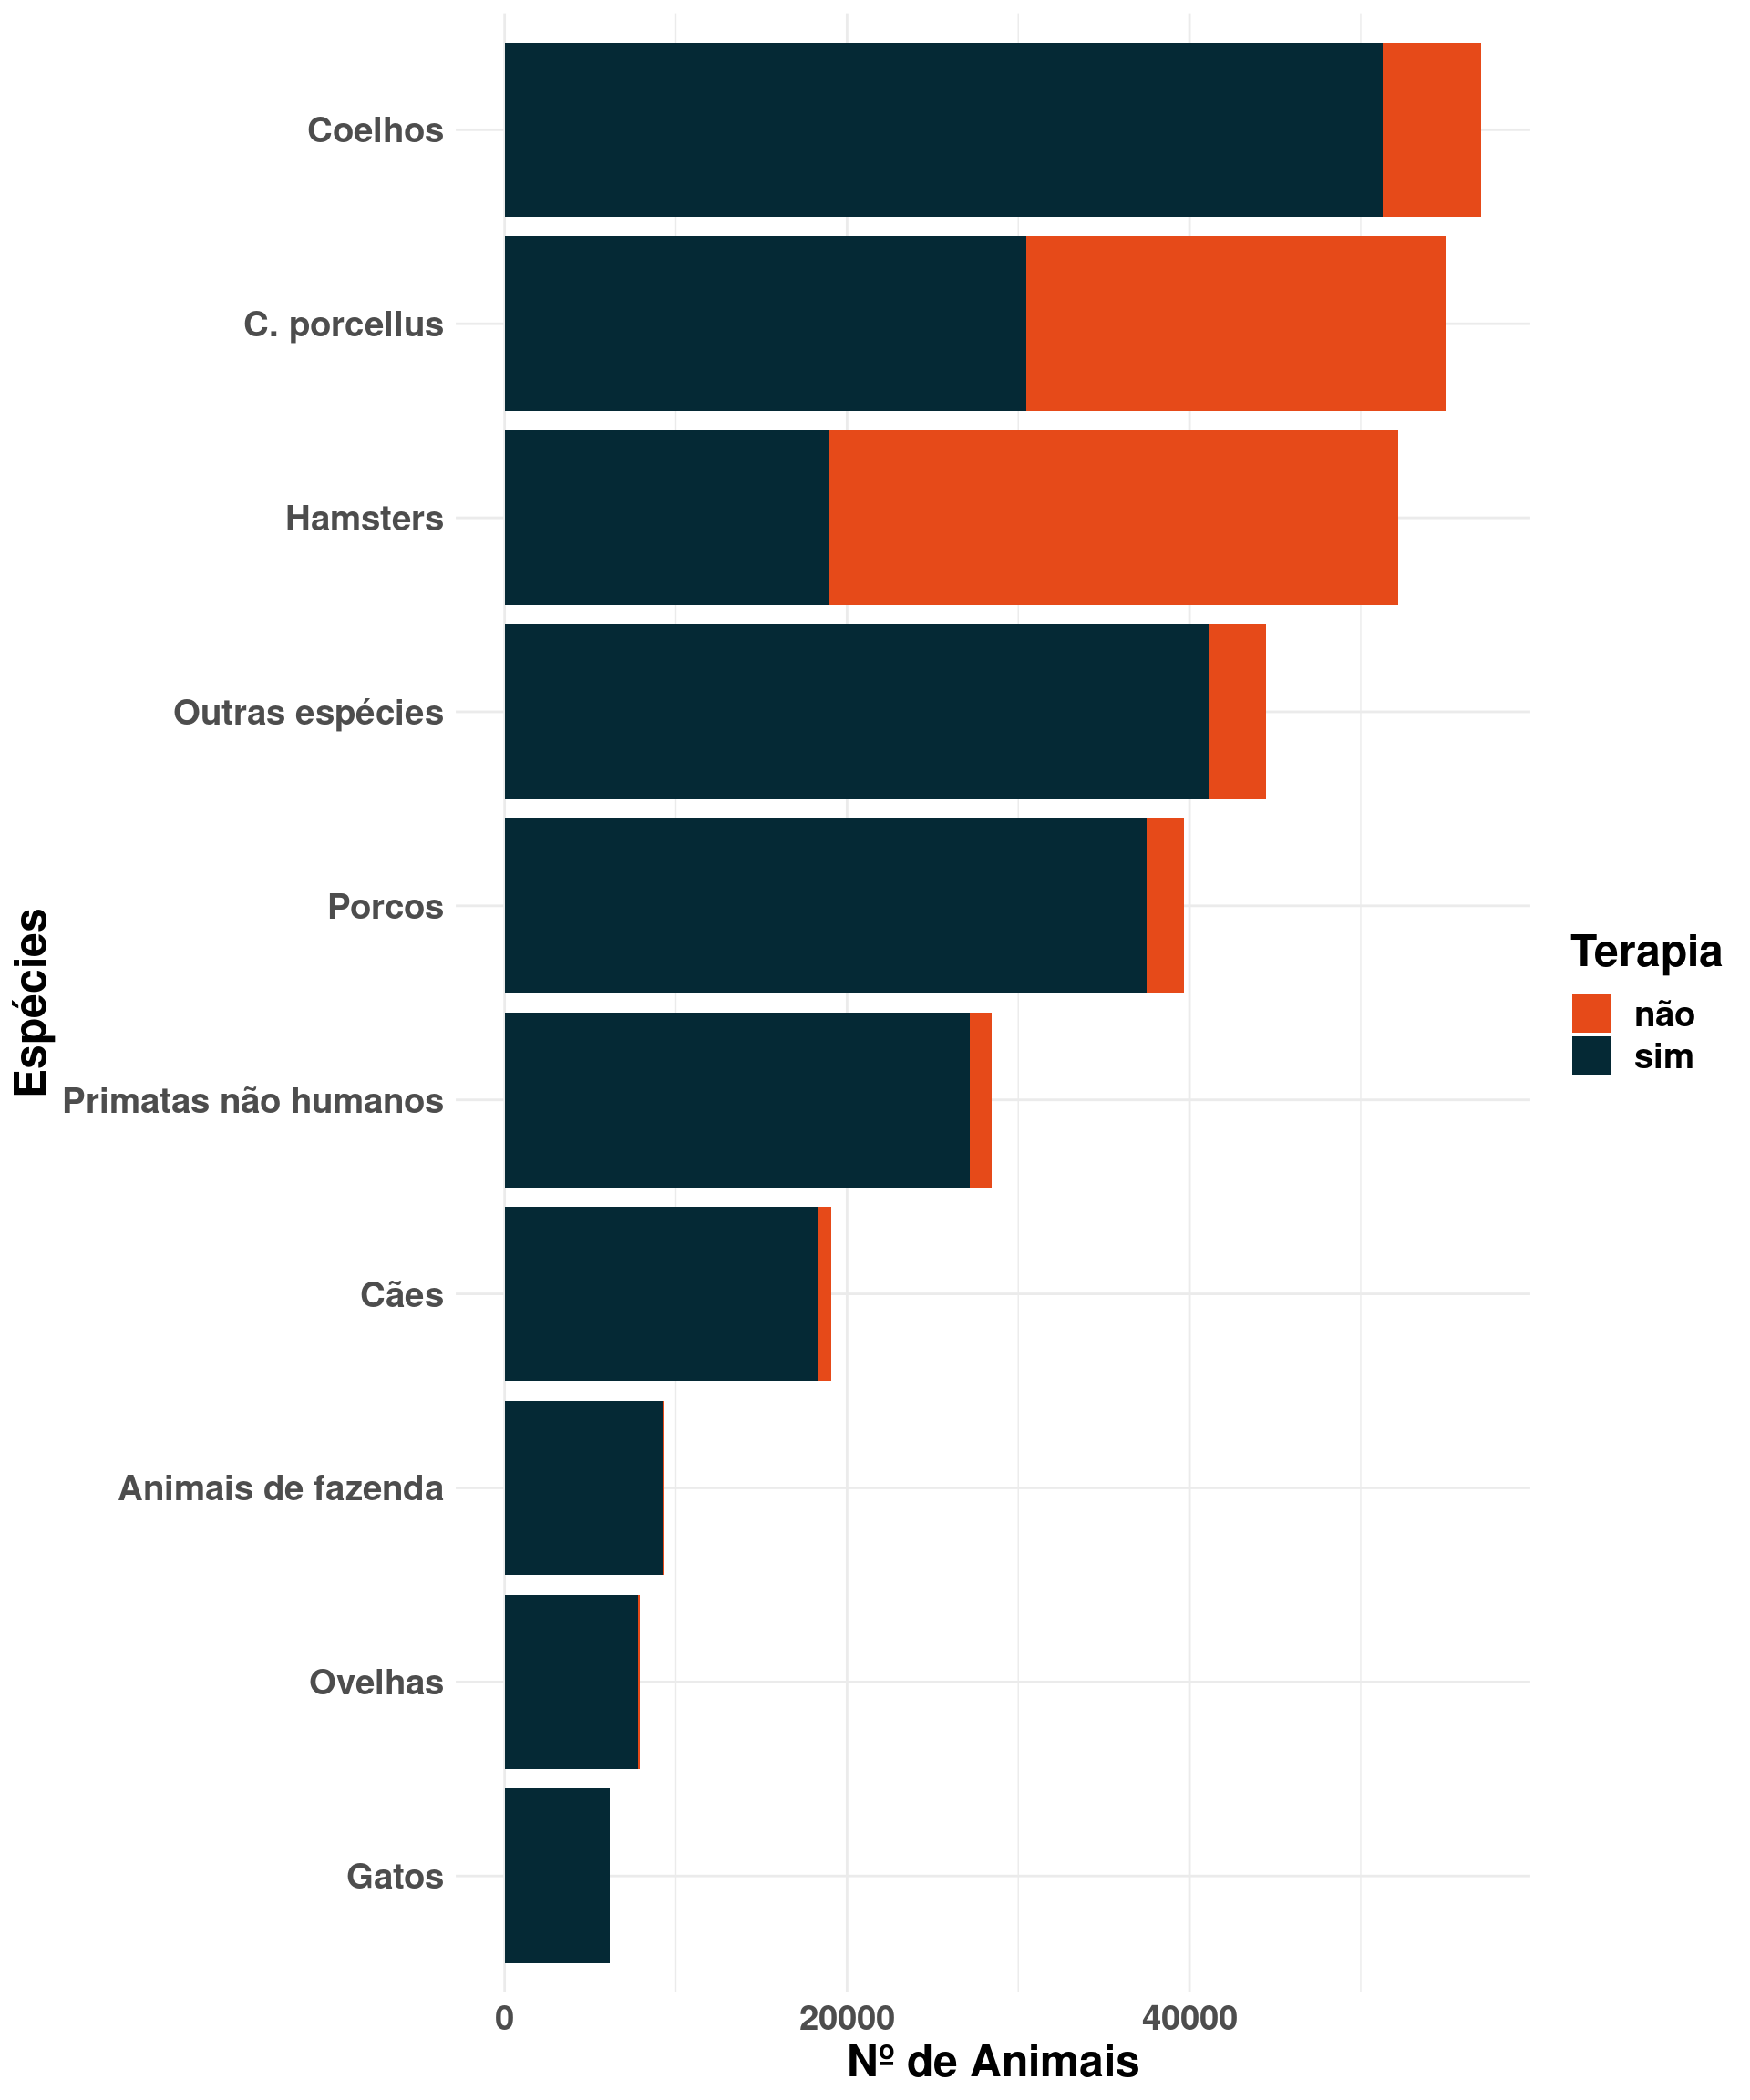 Coelhos
C. porcellus
Hamsters
Outras espécies
Porcos
Primatas não humanos
Cães
Animais de fazenda
Ovelhas
Gatos
Espécies
0 20000 40000
Nº de Animais
Terapia
não
sim